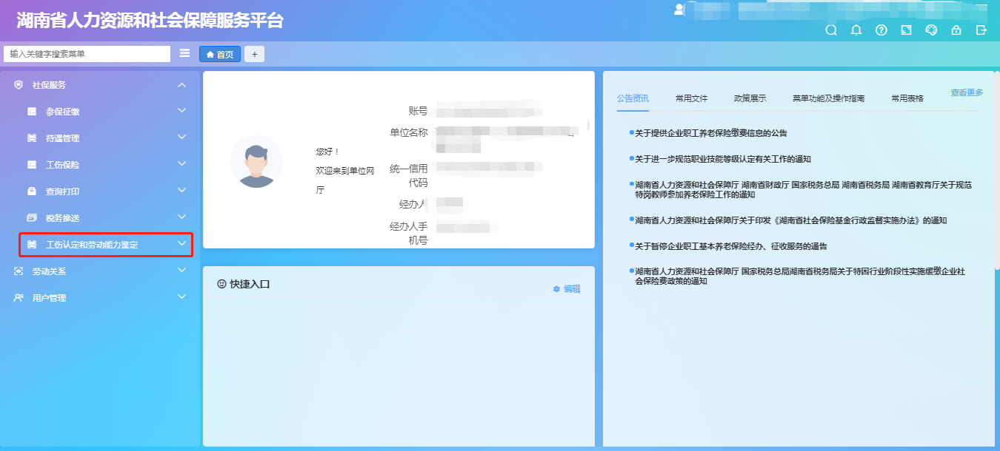 湖南省人力资源和社会保障服务平台
输入关键字搜索菜单
首页
+
社保服务
参保征缴
待遇管理
工伤保险
查询打印
税务推送
工伤认定和劳动能力鉴定
劳动关系
用户管理
您好！
欢迎来到单位网
厅
账号
单位名称
统一信用
代码
经办人
经办人手
机号
快捷入口
编辑
公告资讯 常用文件 政策展示 菜单功能及操作指南 常用表格 查看更多
关于提供企业职工养老保险缴费信息的公告
关于进一步规范职业技能等级认定有关工作的通知
湖南省人力资源和社会保障厅 湖南省财政厅 国家税务总局 湖南省税务局 湖南省教育厅关于规范
特岗教师参加养老保险工作的通知
湖南省人力资源和社会保障厅关于印发《湖南省社会保险基金行政监督实施办法》的通知
关于暂停企业职工基本养老保险经办、征收服务的通告
湖南省人力资源和社会保障厅 国家税务总局湖南省税务局关于特困行业阶段性实施缓缴企业社
会保险费政策的通知